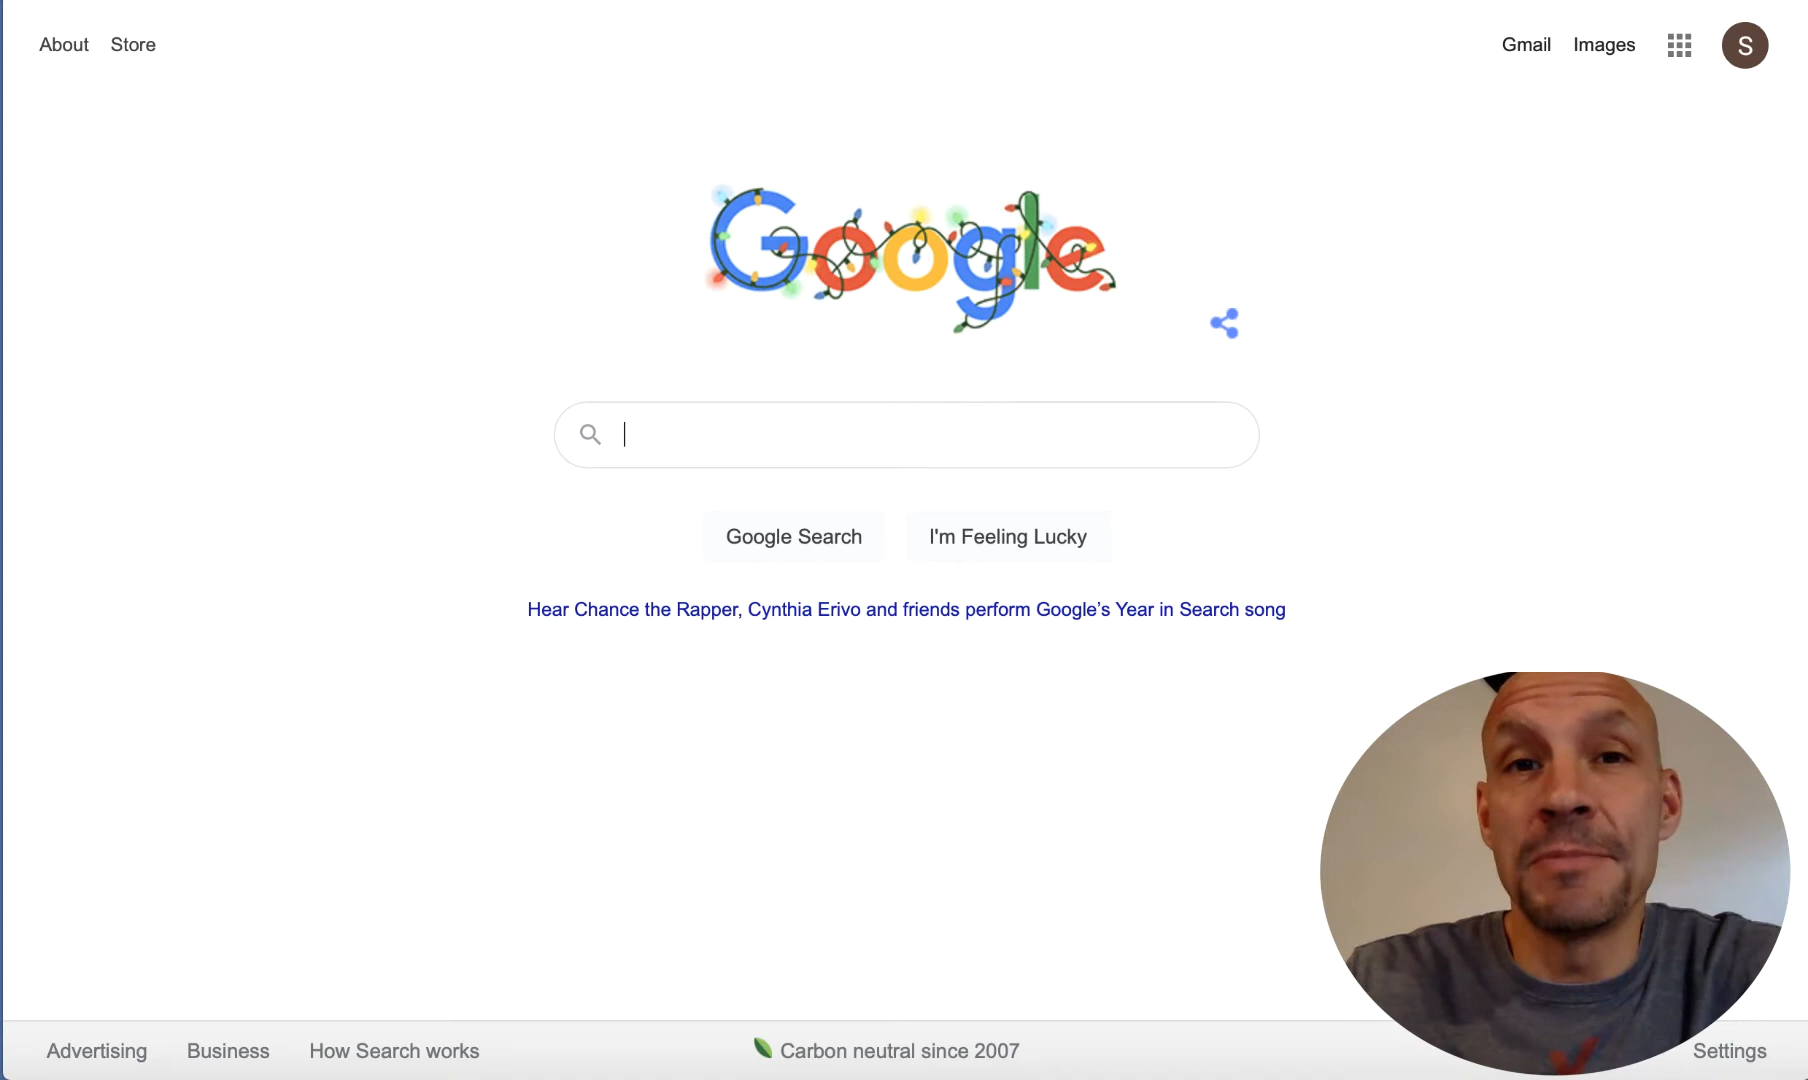 About Store
Gmail Images S
Google
Google Search I'm Feeling Lucky
Hear Chance the Rapper, Cynthia Erivo and friends perform Google’s Year in Search song
Advertising Business How Search works Carbon neutral since 2007 Settings